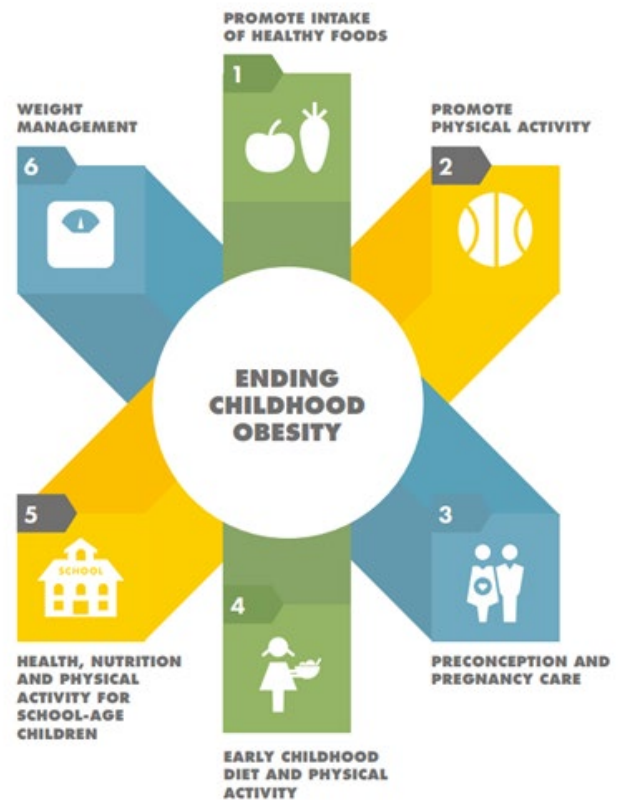 PROMOTE INTAKE
OF HEALTHY FOODS
1
PROMOTE
PHYSICAL ACTIVITY
2
WEIGHT
MANAGEMENT
6
ENDING
CHILDHOOD
OBESITY
5
SCHOOL
HEALTH, NUTRITION
AND PHYSICAL
ACTIVITY FOR
SCHOOL-AGE
CHILDREN
4
EARLY CHILDHOOD
DIET AND PHYSICAL
ACTIVITY
3
PRECONCEPTION AND
PREGNANCY CARE